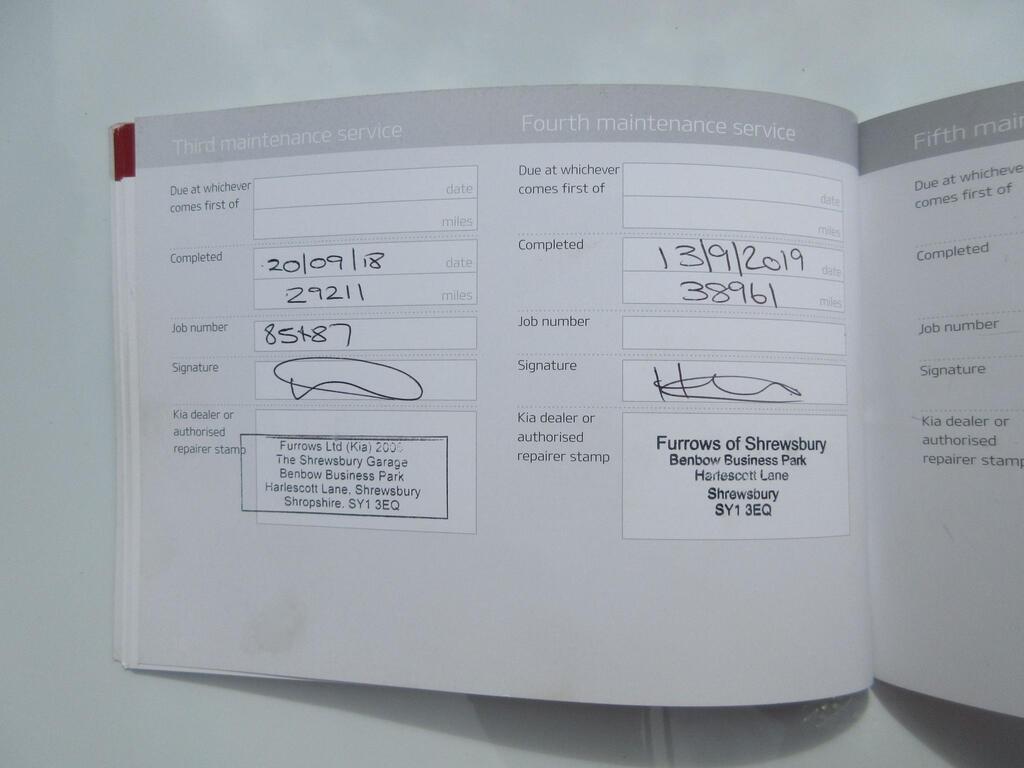 Third maintenance service
Due at whichever
comes first of
date
miles
Completed
20/09/18
date
29211
miles
Job number
Signature
Kia dealer or
authorised
repairer stamp
Furrows Ltd (Kia)
The Shrewsbury Garage
Benbow Business Park
Harlescott Lane, Shrewsbury
Shropshire. SY1 3EQ
Fourth maintenance service
Due at whichever
comes first of
date
miles
Completed
13/9/2019
date
38961
miles
Job number
Signature
Kia dealer or
authorised
repairer stamp
Furrows of Shrewsbury
Benbow Business Park
Harlescott Lane
Shrewsbury
SY1 3EQ
Fifth
Due at
comes first of
Completed
Job number
Signature
Kia dealer or
authorised
repairer